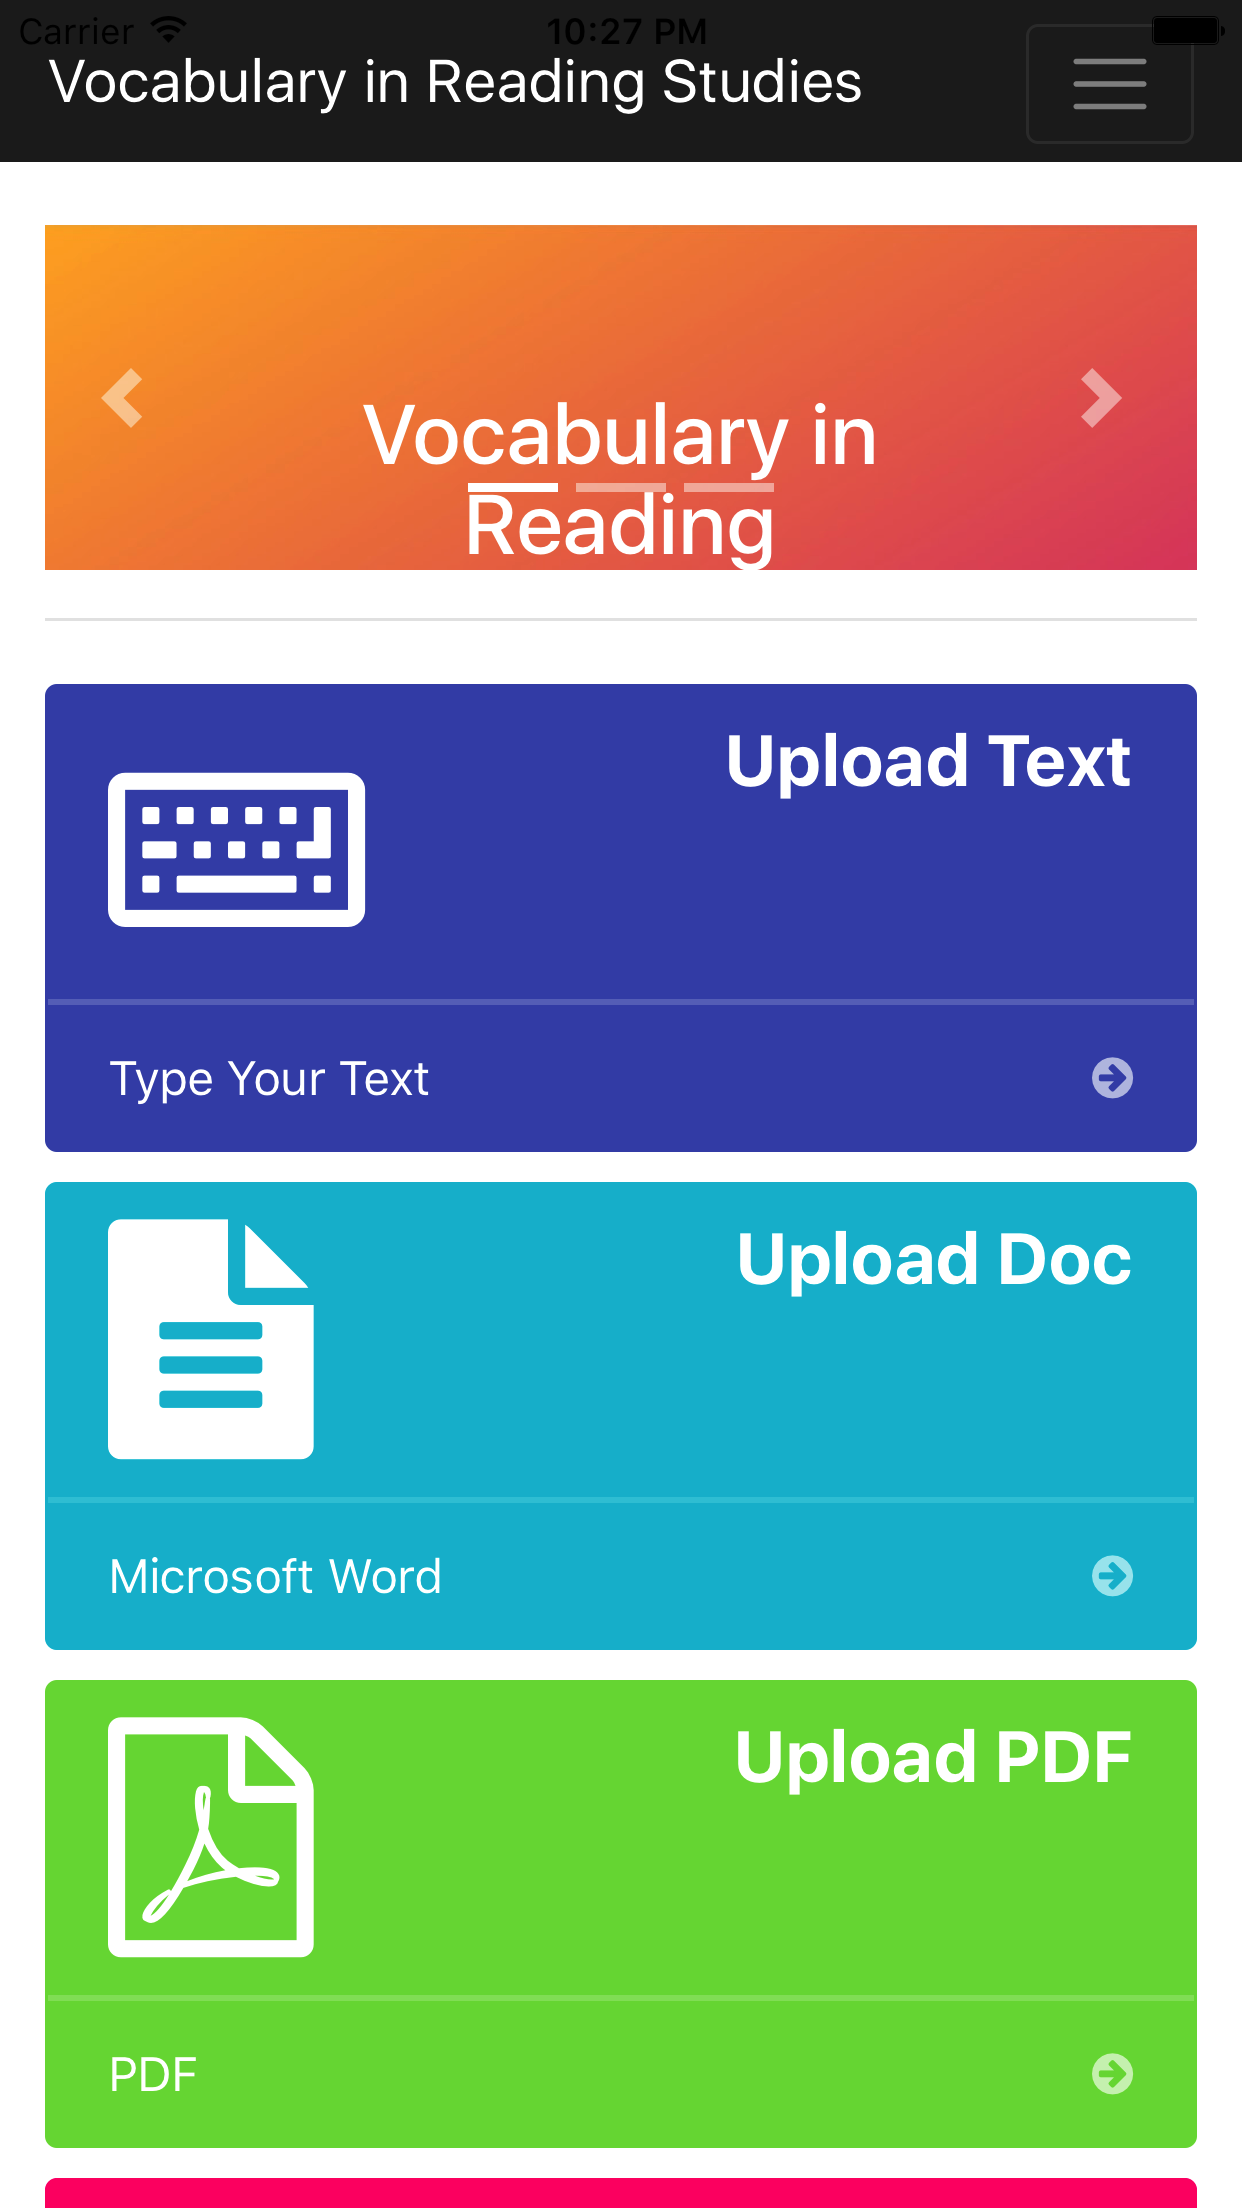 Carrier 10:27 PM
Vocabulary in Reading Studies
Vocabulary in
Reading
Upload Text
Type Your Text
Upload Doc
Microsoft Word
Upload PDF
PDF